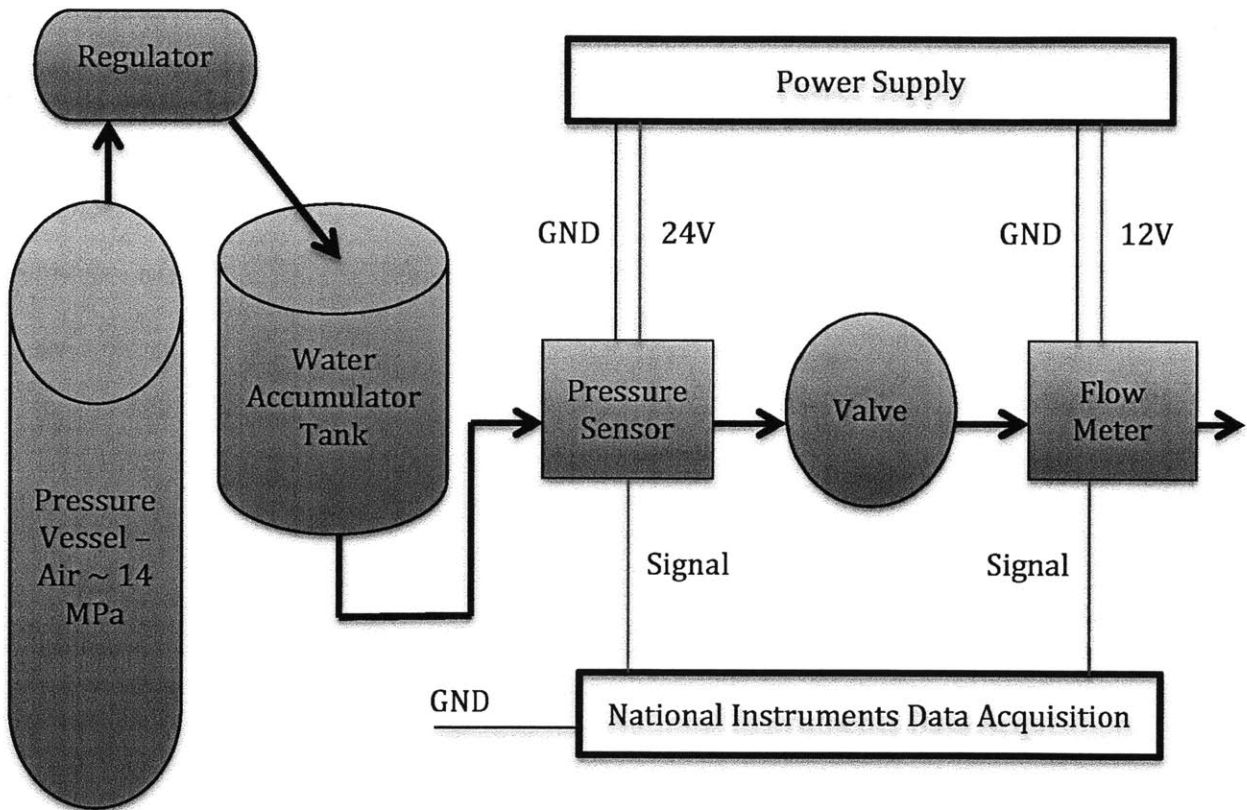 Regulator
Power Supply
GND
24V
GND
12V
Water
Accumulator
Tank
Pressure
Sensor
Valve
Flow
Meter
Pressure
Vessel –
Air ~ 14
MPa
Signal
Signal
GND
National Instruments Data Acquisition